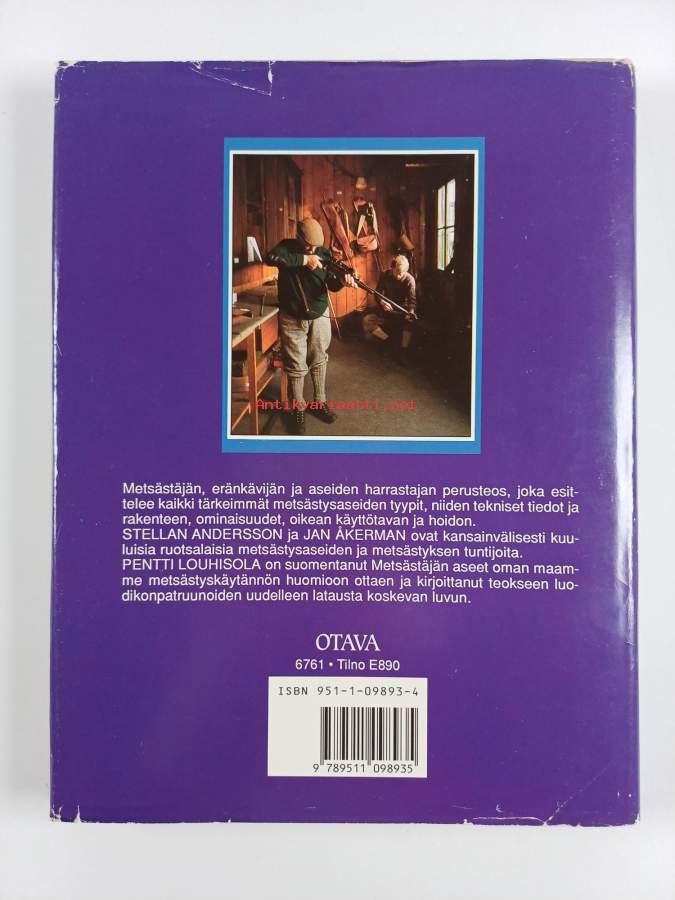 Antikvariaatti.net
Metsästäjän, eränkävijän ja aseiden harrastajan perusteos, joka esit-
telee kaikki tärkeimmät metsästysaseiden tyypit, niiden tekniset tiedot ja
rakenteen, ominaisuudet, oikean käyttötavan ja hoidon.
STELLAN ANDERSSON ja JAN ÅKERMAN ovat kansainvälisesti kuu-
luisia ruotsalaisia metsästysaseiden ja metsästyksen tuntijoita.
PENTTI LOUHISOLA on suomentanut Metsästäjän aseet oman maam-
me metsästyskäytännön huomioon ottaen ja kirjoittanut teokseen luo-
dikonpatruunoiden uudelleen latausta koskevan luvun.
OTAVA
6761 • Tilno E890
ISBN 951-1-09893-4
9 789511 098935